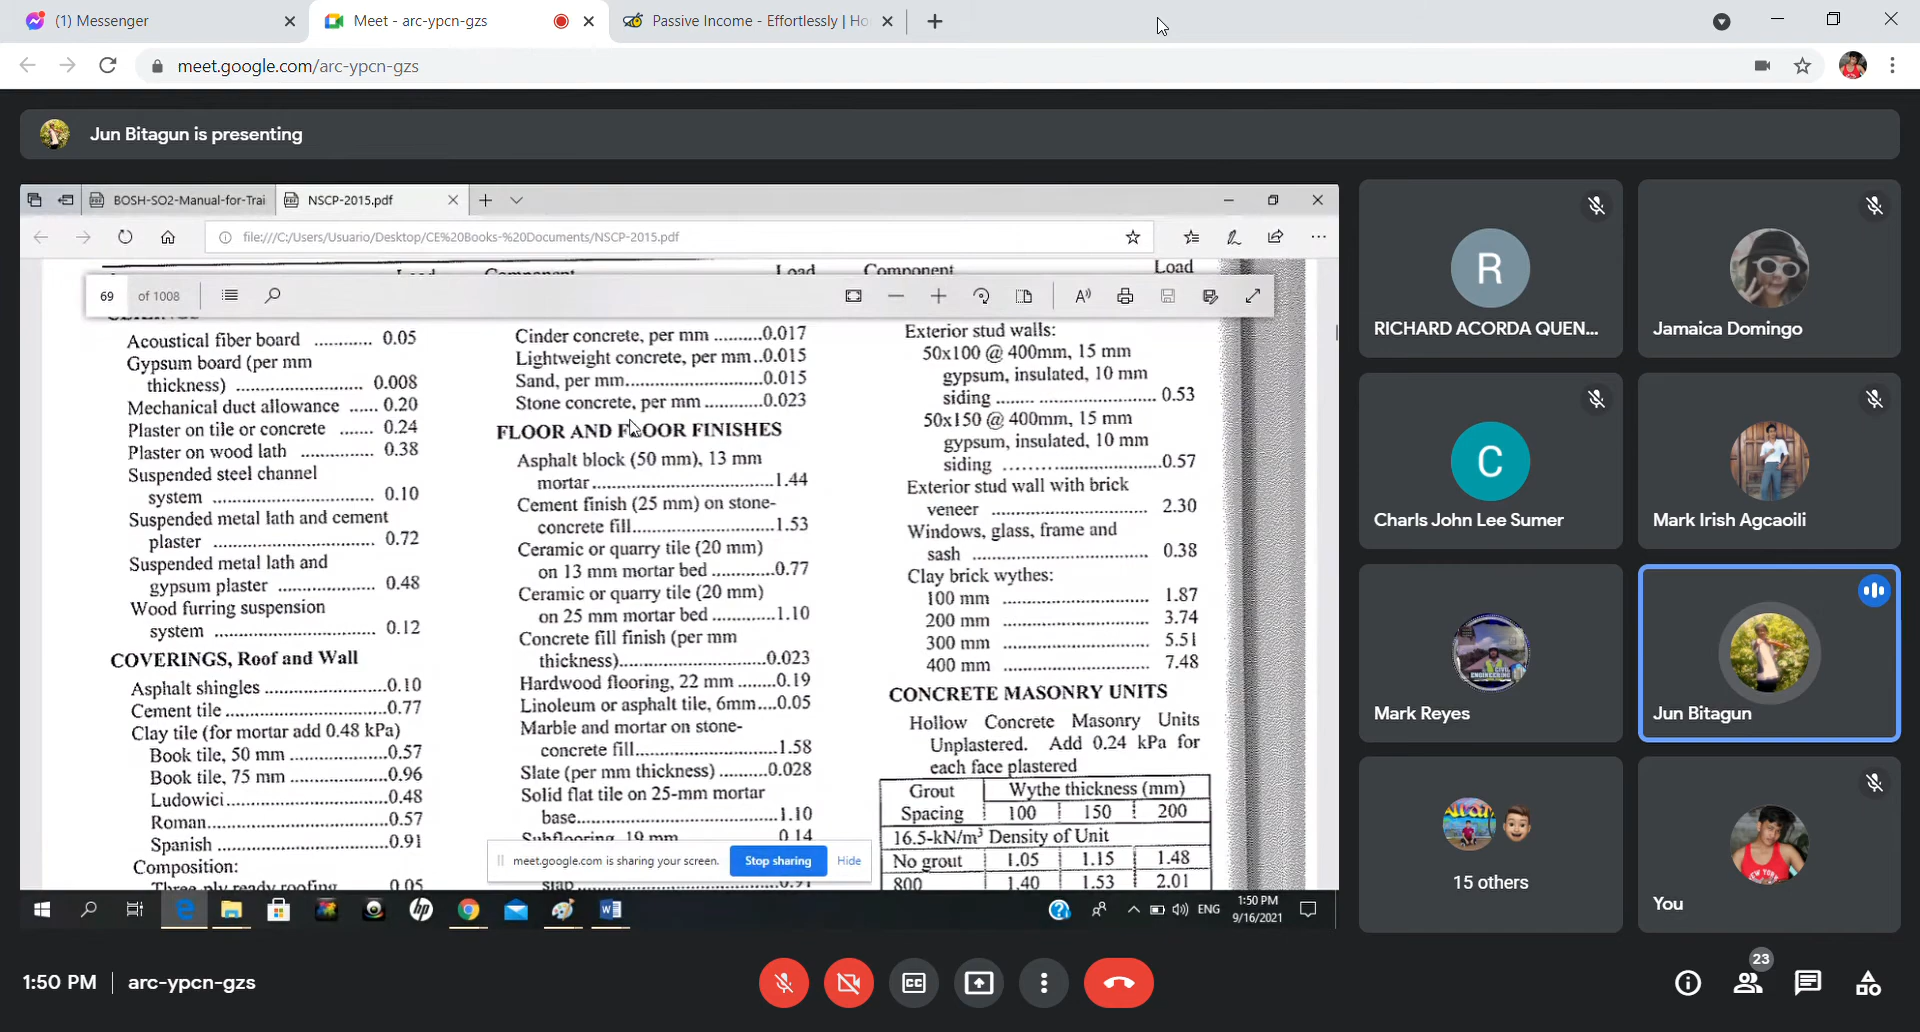 (1) Messenger
Meet - arc-ypcn-gzs
Passive Income - Effortlessly | Ho
meet.google.com/arc-ypcn-gzs
Jun Bitagun is presenting
BOSH-SO2-Manual-for-Trai
NSCP-2015.pdf
file:///C:/Users/Usuario/Desktop/CE%20Books-%20Documents/NSCP-2015.pdf
Load
Component
Load
Component
Load
69 of 1008
Acoustical fiber board ........... 0.05
Gypsum board (per mm
thickness) ........................ 0.008
Mechanical duct allowance ...... 0.20
Plaster on tile or concrete ....... 0.24
Plaster on wood lath .............. 0.38
Suspended steel channel
system ............................... 0.10
Suspended metal lath and cement
plaster ............................... 0.72
Suspended metal lath and
gypsum plaster .................. 0.48
Wood furring suspension
system ............................... 0.12
COVERINGS, Roof and Wall
Asphalt shingles ........................0.10
Cement tile ................................0.77
Clay tile (for mortar add 0.48 kPa)
Book tile, 50 mm ...................0.57
Book tile, 75 mm ...................0.96
Ludowici...............................0.48
Roman...................................0.57
Spanish .................................0.91
Composition:
Three-ply ready roofing 0.05
Cinder concrete, per mm .........0.017
Lightweight concrete, per mm..0.015
Sand, per mm..........................0.015
Stone concrete, per mm ...........0.023
FLOOR AND FLOOR FINISHES
Asphalt block (50 mm), 13 mm
mortar ...................................1.44
Cement finish (25 mm) on stone-
concrete fill...........................1.53
Ceramic or quarry tile (20 mm)
on 13 mm mortar bed ............0.77
Ceramic or quarry tile (20 mm)
on 25 mm mortar bed .............1.10
Concrete fill finish (per mm
thickness)............................0.023
Hardwood flooring, 22 mm ........0.19
Linoleum or asphalt tile, 6mm....0.05
Marble and mortar on stone-
concrete fill...........................1.58
Slate (per mm thickness) .........0.028
Solid flat tile on 25-mm mortar
base.......................................1.10
Subflooring, 19 mm 0.14
slab ......................................0.91
Exterior stud walls:
50x100 @ 400mm, 15 mm
gypsum, insulated, 10 mm
siding ....... ...................... 0.53
50x150 @ 400mm, 15 mm
gypsum, insulated, 10 mm
siding .............................0.57
Exterior stud wall with brick
veneer ............................. 2.30
Windows, glass, frame and
sash ................................. 0.38
Clay brick wythes:
100 mm ............................ 1.87
200 mm ............................ 3.74
300 mm ............................ 5.51
400 mm ............................ 7.48
CONCRETE MASONRY UNITS
Hollow Concrete Masonry Units
Unplastered. Add 0.24 kPa for
each face plastered
Grout Wythe thickness (mm)
Spacing 100 150 200
16.5-kN/m³ Density of Unit
No grout 1.05 1.15 1.48
800 1.40 1.53 2.01
meet.google.com is sharing your screen. Stop sharing Hide
ENG
1:50 PM
9/16/2021
R
RICHARD ACORDA QUEN...
Jamaica Domingo
C
Charls John Lee Sumer
Mark Irish Agcaoili
Mark Reyes
Jun Bitagun
15 others
You
1:50 PM | arc-ypcn-gzs
23